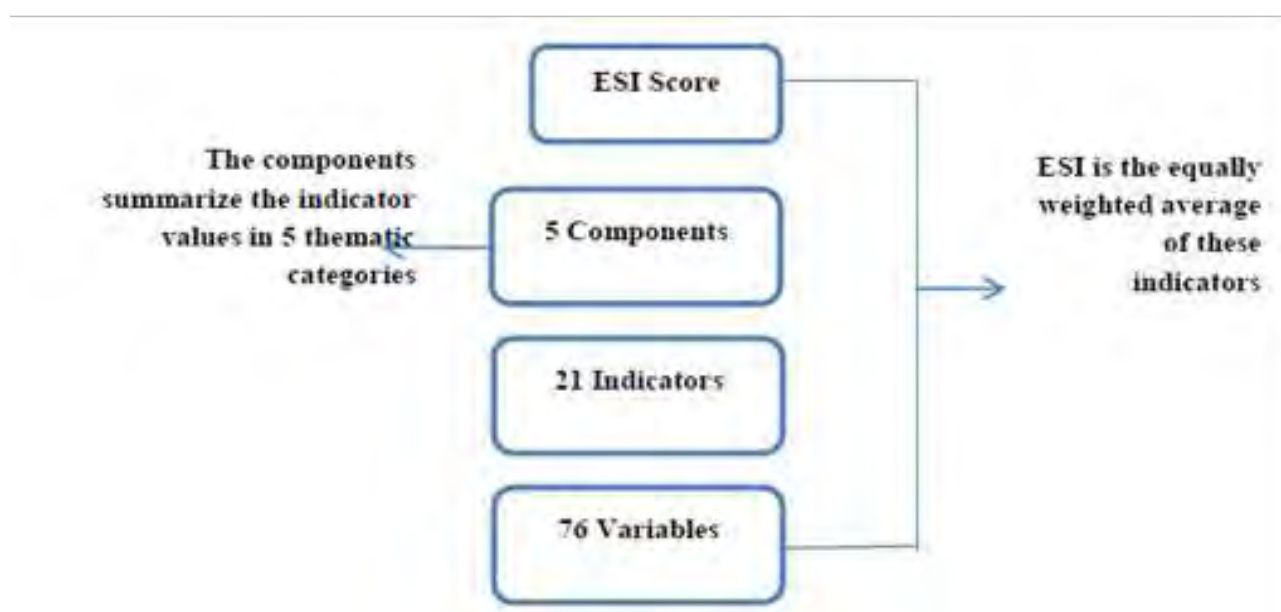 ESI Score
The components
summarize the indicator
values in 5 thematic
categories
5 Components
ESI is the equally
weighted average
of these
indicators
21 Indicators
76 Variables